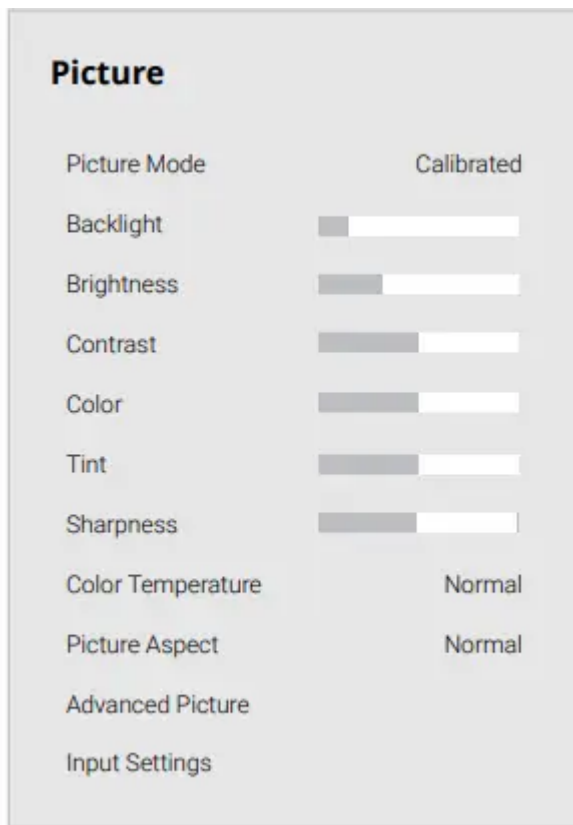 Picture
Picture Mode Calibrated
Backlight
Brightness
Contrast
Color
Tint
Sharpness
Color Temperature Normal
Picture Aspect Normal
Advanced Picture
Input Settings